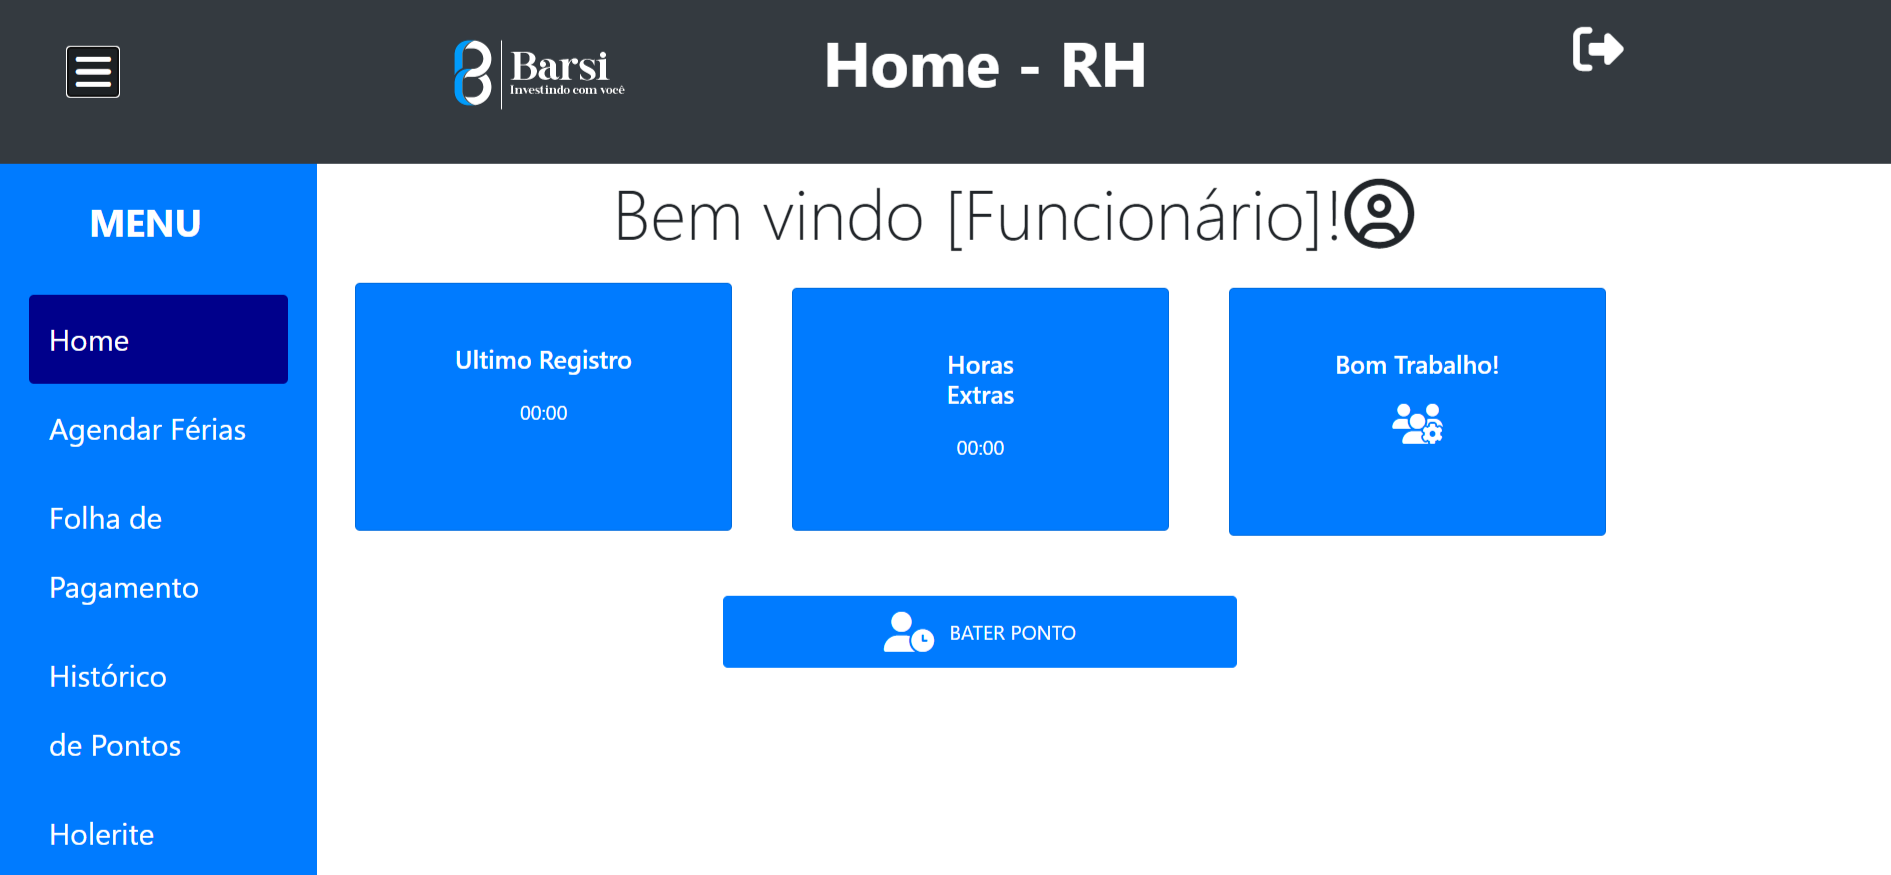 Barsi
Investindo com você
Home - RH
MENU
Home
Agendar Férias
Folha de
Pagamento
Histórico
de Pontos
Holerite
Bem vindo [Funcionário]!
Ultimo Registro
00:00
Horas
Extras
00:00
Bom Trabalho!
BATER PONTO